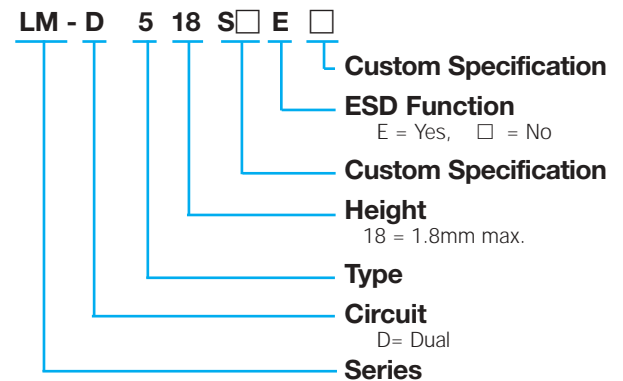 LM - D 5 18 S□ E □
Custom Specification
ESD Function
E = Yes, □ = No
Custom Specification
Height
18 = 1.8mm max.
Type
Circuit
D= Dual
Series